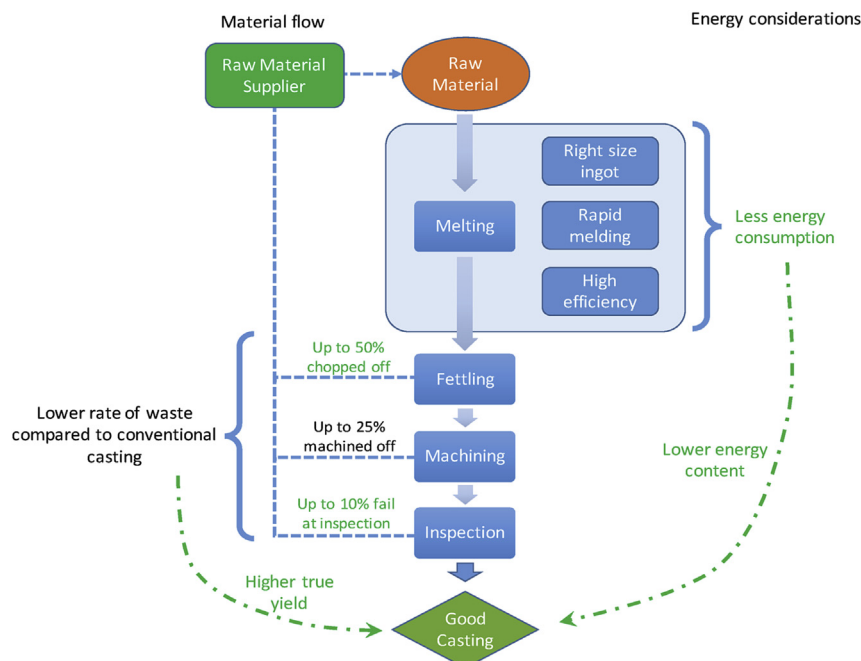 Material flow
Energy considerations
Raw Material
Supplier
Raw
Material
Right size
ingot
Melting
Rapid
melding
High
efficiency
Less energy
consumption
Up to 50%
chopped off
Fettling
Lower rate of waste
compared to conventional
casting
Up to 25%
machined off
Machining
Lower energy
content
Up to 10% fail
at inspection
Inspection
Higher true
yield
Good
Casting